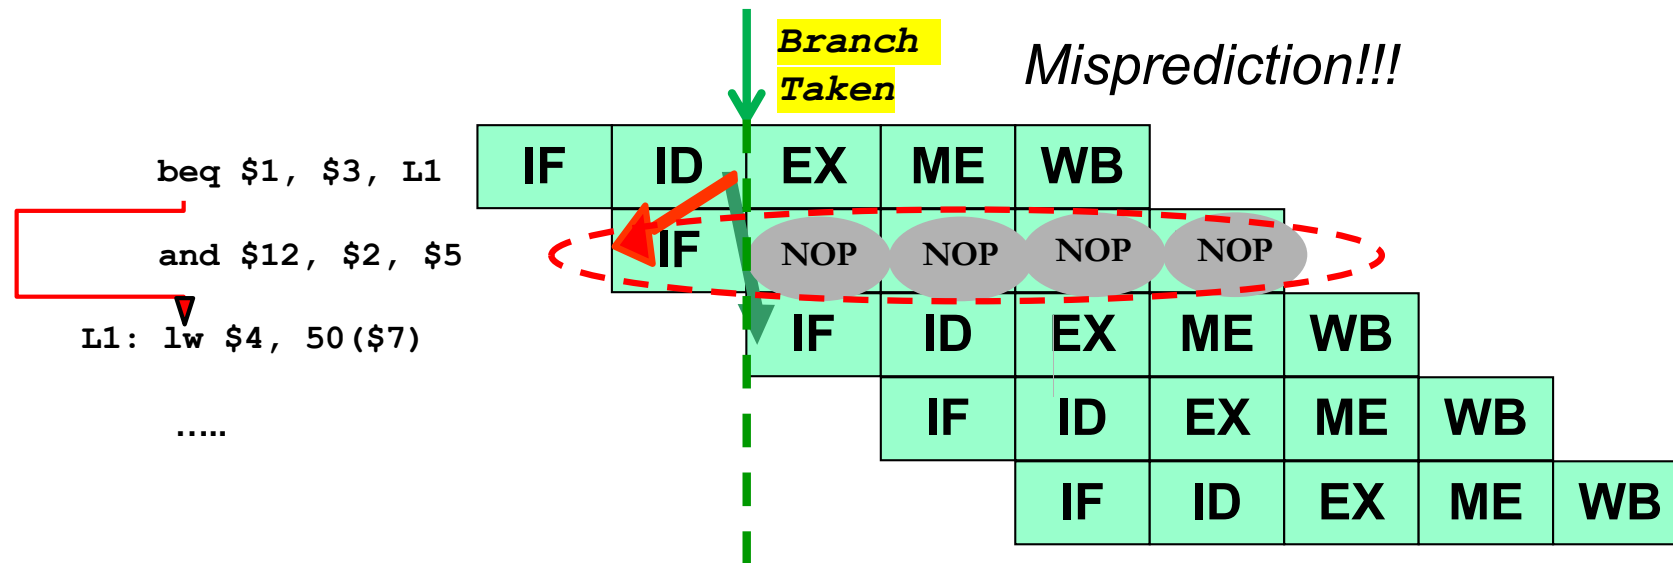 Branch
Taken
Misprediction!!!
beq $1, $3, L1 IF ID EX ME WB
and $12, $2, $5 IF NOP NOP NOP NOP
L1: lw $4, 50($7) IF ID EX ME WB
….. IF ID EX ME WB
IF ID EX ME WB